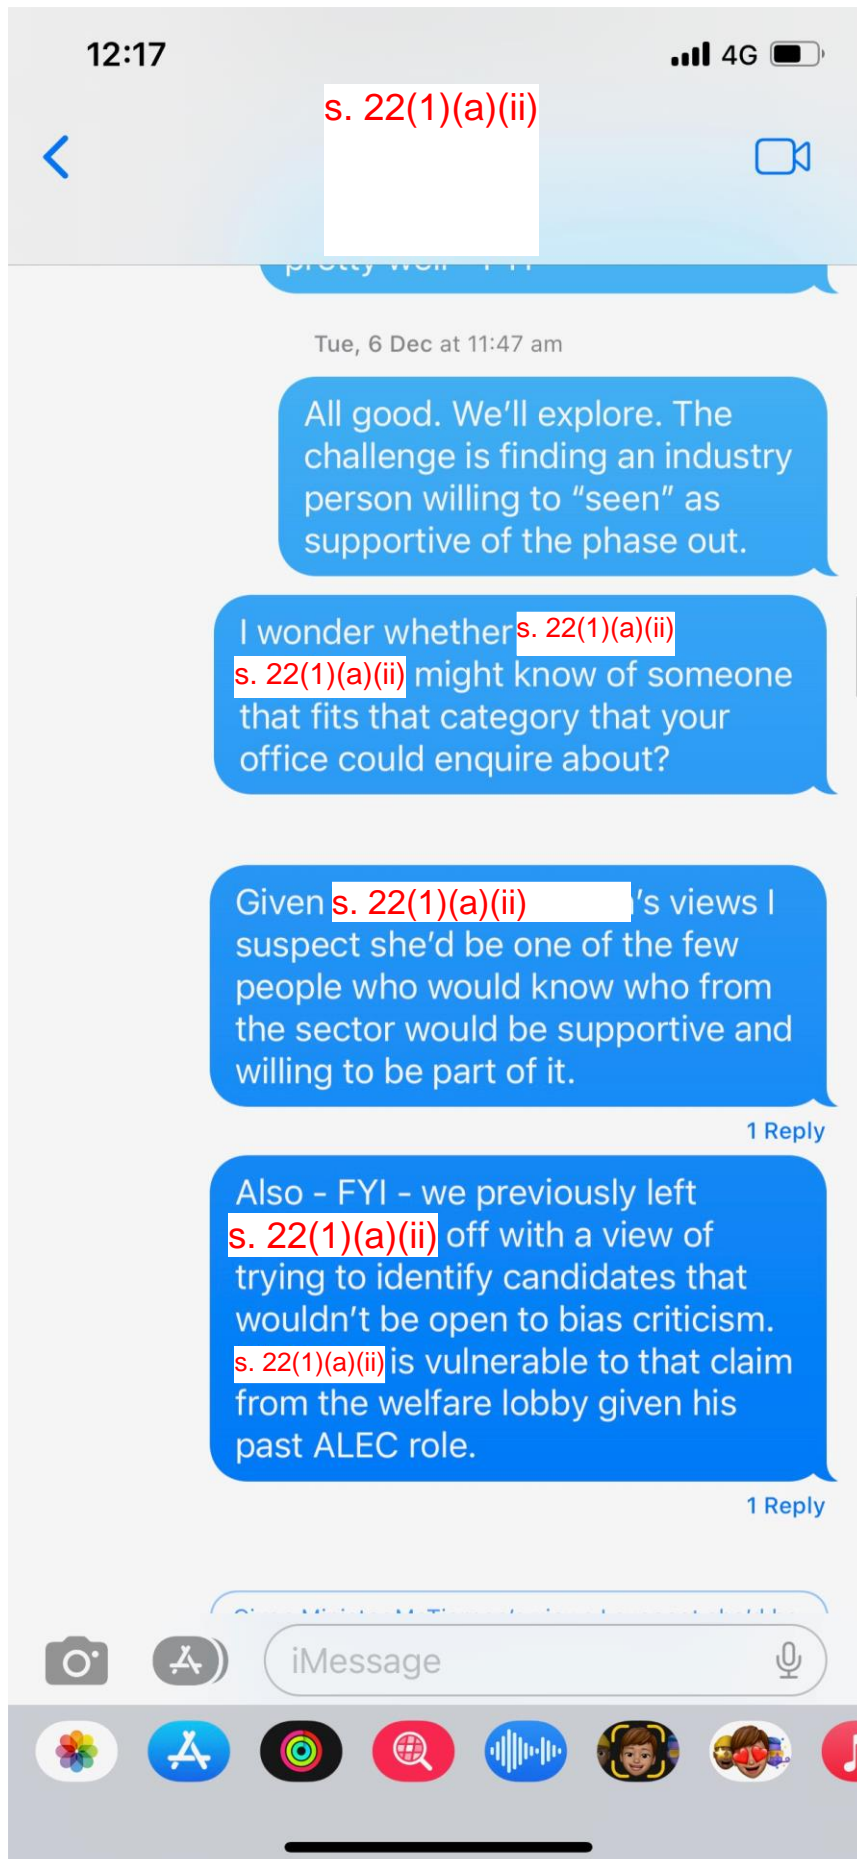 12:17
4G
s. 22(1)(a)(ii)
Tue, 6 Dec at 11:47 am
All good. We’ll explore. The
challenge is finding an industry
person willing to “seen” as
supportive of the phase out.
I wonder whether s. 22(1)(a)(ii)
s. 22(1)(a)(ii) might know of someone
that fits that category that your
office could enquire about?
Given s. 22(1)(a)(ii) ’s views I
suspect she’d be one of the few
people who would know who from
the sector would be supportive and
willing to be part of it.
1 Reply
Also - FYI - we previously left
s. 22(1)(a)(ii) off with a view of
trying to identify candidates that
wouldn’t be open to bias criticism.
s. 22(1)(a)(ii) is vulnerable to that claim
from the welfare lobby given his
past ALEC role.
1 Reply
iMessage